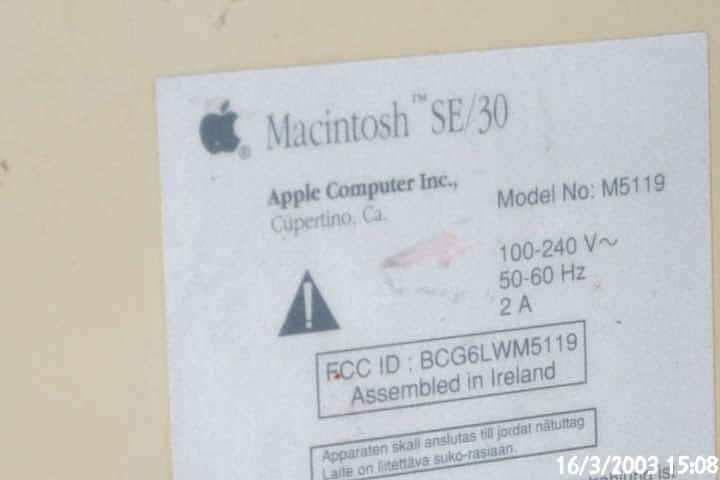 Macintosh™ SE/30
Apple Computer Inc.,
Cupertino, Ca.
Model No: M5119
100-240 V~
50-60 Hz
2 A
FCC ID : BCG6LWM5119
Assembled in Ireland
Apparaten skall anslutas till jordat nätuttag
Laite on liitettävä suko-rasiaan.
16/3/2003 15:08